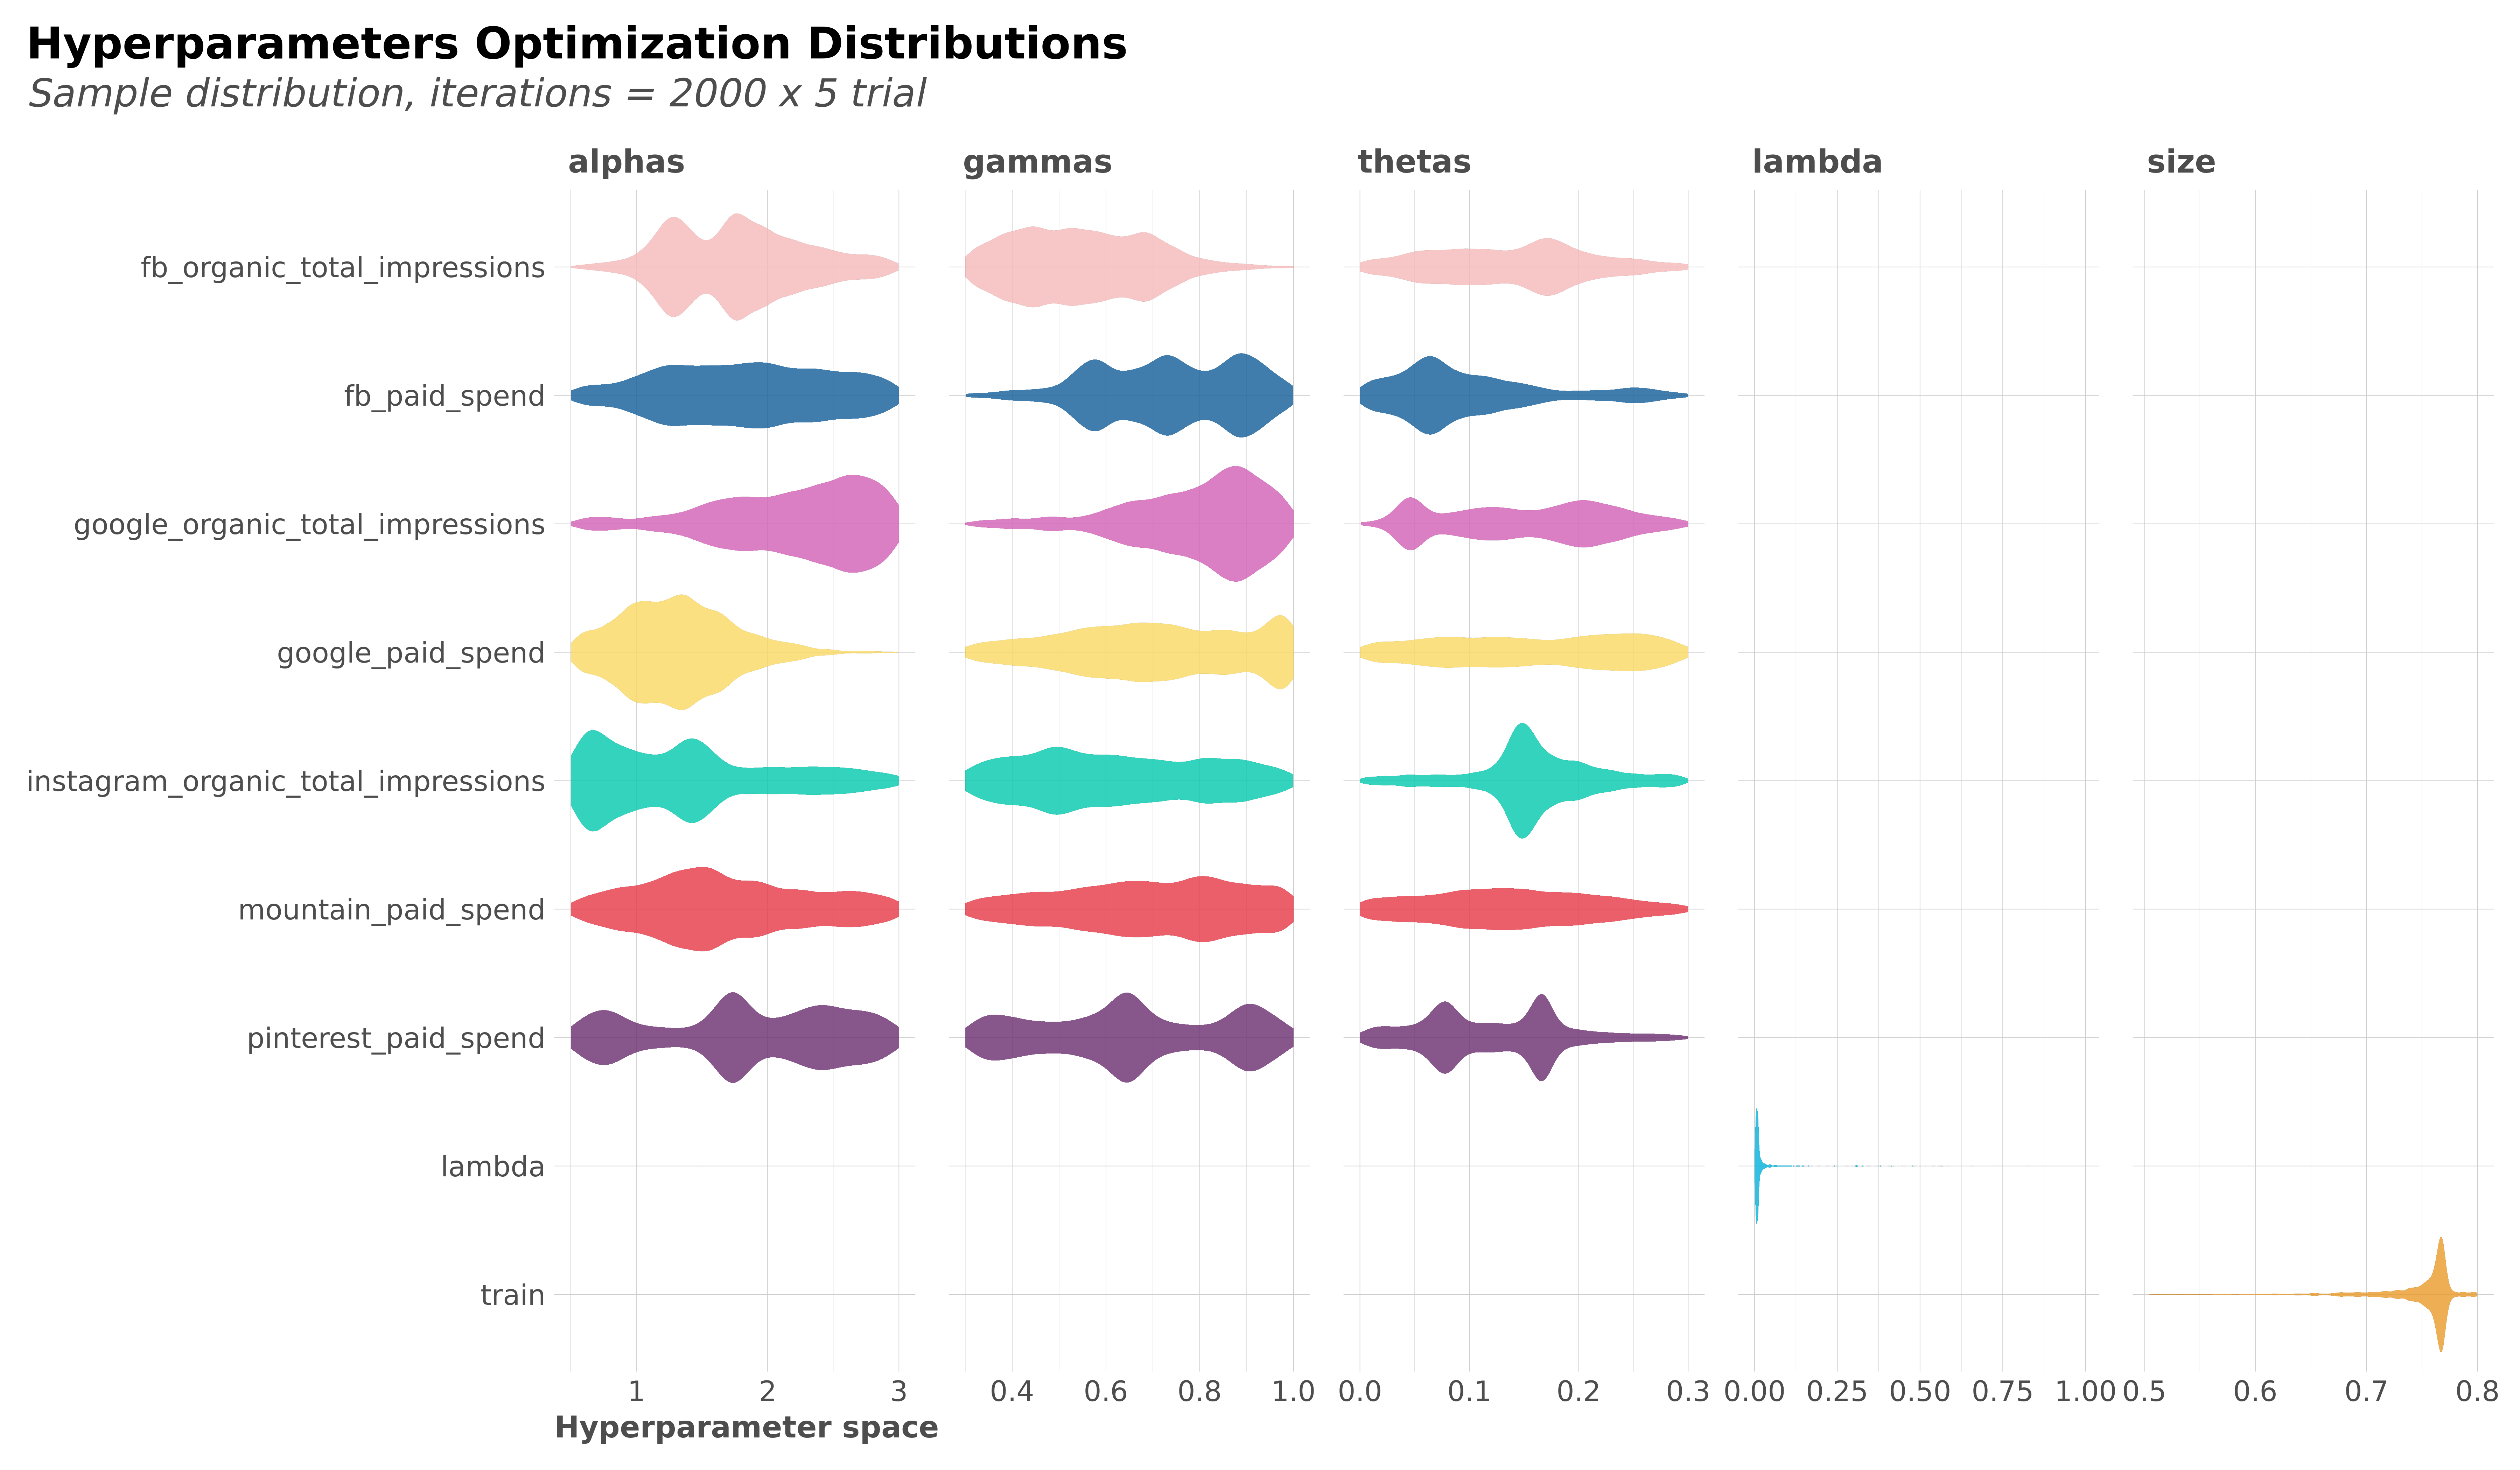 Hyperparameters Optimization Distributions
Sample distribution, iterations = 2000 x 5 trial
alphas gammas thetas lambda size
fb_organic_total_impressions
fb_paid_spend
google_organic_total_impressions
google_paid_spend
instagram_organic_total_impressions
mountain_paid_spend
pinterest_paid_spend
lambda
train
1 2 3 0.4 0.6 0.8 1.0 0.0 0.1 0.2 0.3 0.00 0.25 0.50 0.75 1.00 0.5 0.6 0.7 0.8
Hyperparameter space